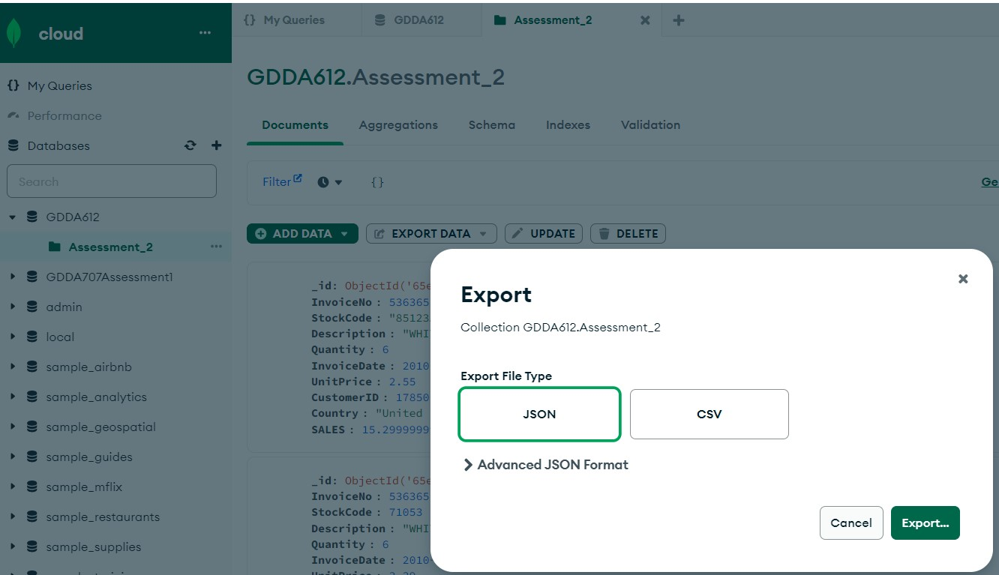 cloud
My Queries
Performance
Databases
Search
GDDA612
Assessment_2
GDDA707Assessment1
admin
local
sample_airbnb
sample_analytics
sample_geospatial
sample_guides
sample_mflix
sample_restaurants
sample_supplies
{} My Queries
GDDA612
Assessment_2
GDDA612.Assessment_2
Documents Aggregations Schema Indexes Validation
Filter {}
Ge
ADD DATA EXPORT DATA UPDATE DELETE
_id: ObjectId('65e
InvoiceNo : 536365
StockCode : "85123
Description : "WHI
Quantity : 6
InvoiceDate : 2010
UnitPrice : 2.55
CustomerID : 17850
Country : "United
SALES : 15.2999999
_id: ObjectId('65e
InvoiceNo : 536365
StockCode : 71053
Description : "WHI
Quantity : 6
InvoiceDate : 2010-
Export
Collection GDDA612.Assessment_2
Export File Type
JSON CSV
Advanced JSON Format
Cancel Export...